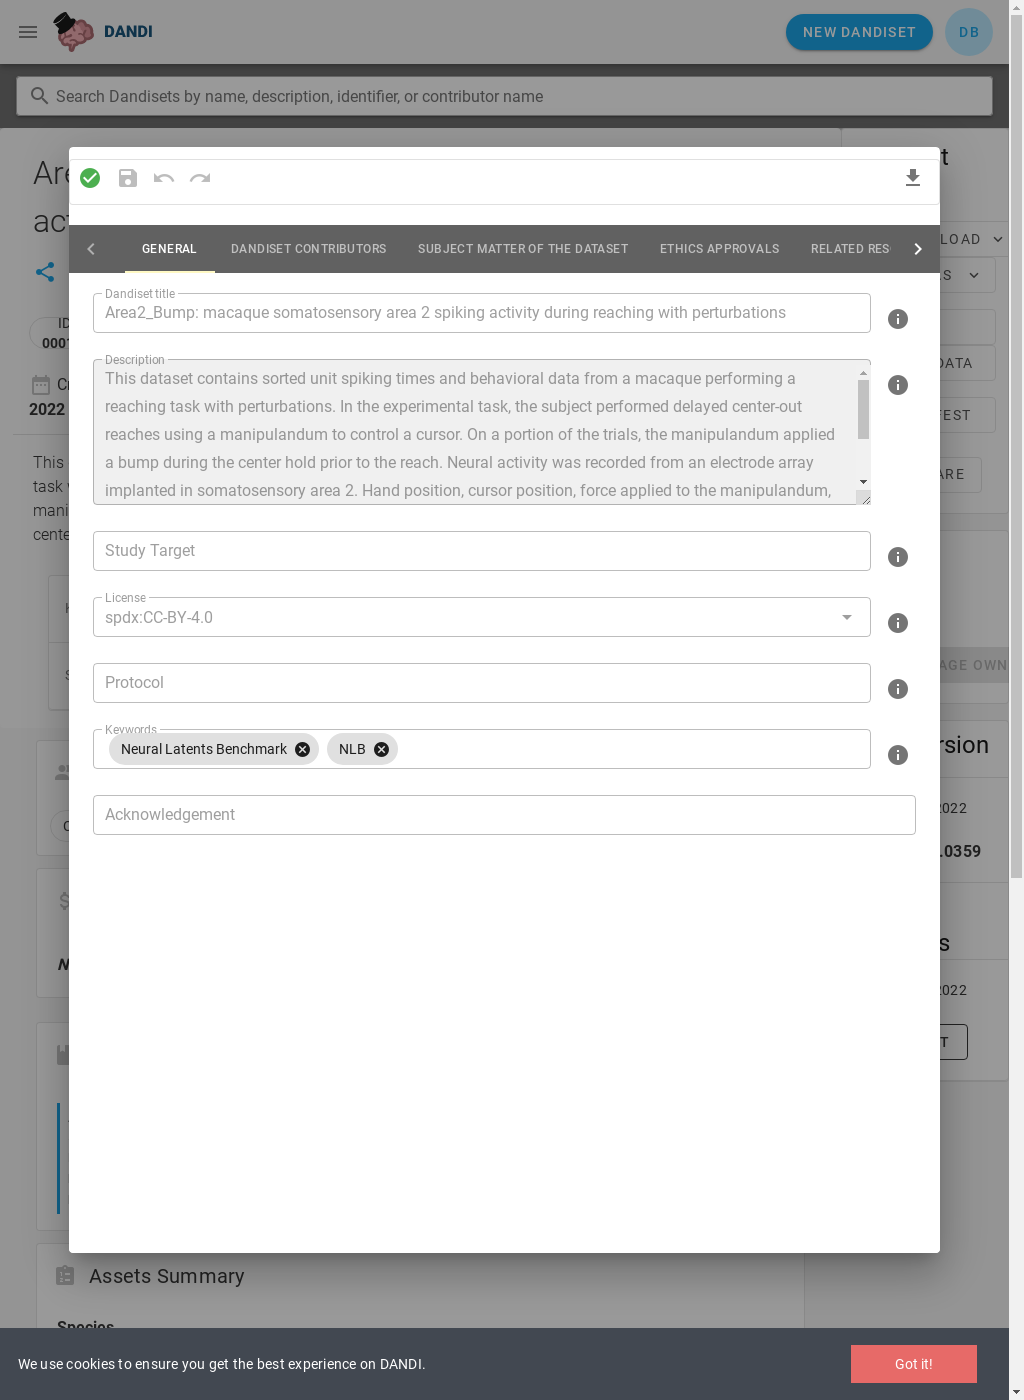 DANDI
NEW DANDISET
DB
Search Dandisets by name, description, identifier, or contributor name
GENERAL
DANDISET CONTRIBUTORS
SUBJECT MATTER OF THE DATASET
ETHICS APPROVALS
RELATED RES
Dandiset title
Area2_Bump: macaque somatosensory area 2 spiking activity during reaching with perturbations
Description
This dataset contains sorted unit spiking times and behavioral data from a macaque performing a
reaching task with perturbations. In the experimental task, the subject performed delayed center-out
reaches using a manipulandum to control a cursor. On a portion of the trials, the manipulandum applied
a bump during the center hold prior to the reach. Neural activity was recorded from an electrode array
implanted in somatosensory area 2. Hand position, cursor position, force applied to the manipulandum,
Study Target
License
spdx:CC-BY-4.0
Protocol
Keywords
Neural Latents Benchmark
NLB
Acknowledgement
Are
act
ID
0001
Cr
2022
This
task
mani
cente
t
LOAD
S
DATA
FEST
ARE
AGE OWN
rsion
2022
.0359
s
2022
T
Assets Summary
Species
We use cookies to ensure you get the best experience on DANDI.
Got it!